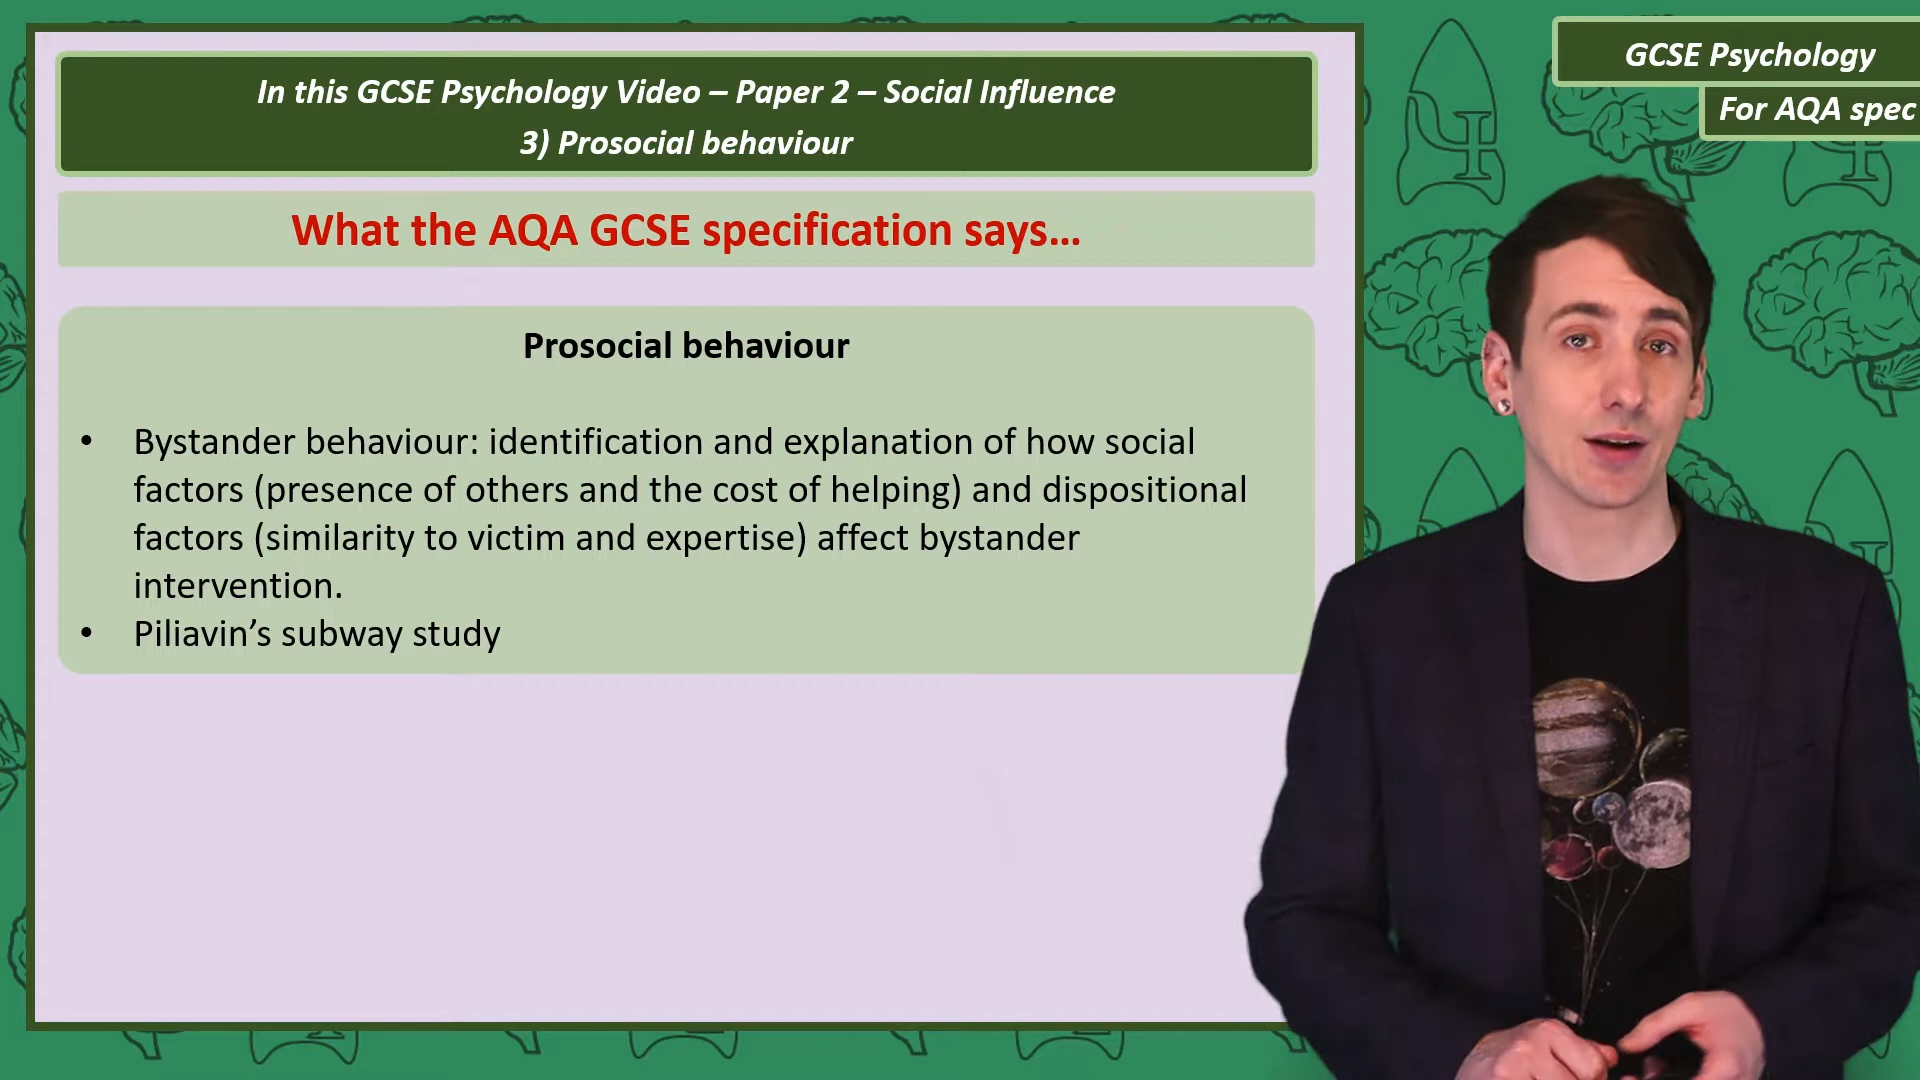 In this GCSE Psychology Video – Paper 2 – Social Influence
3) Prosocial behaviour
GCSE Psychology
For AQA spec
What the AQA GCSE specification says...
Prosocial behaviour
• Bystander behaviour: identification and explanation of how social
factors (presence of others and the cost of helping) and dispositional
factors (similarity to victim and expertise) affect bystander
intervention.
• Piliavin’s subway study